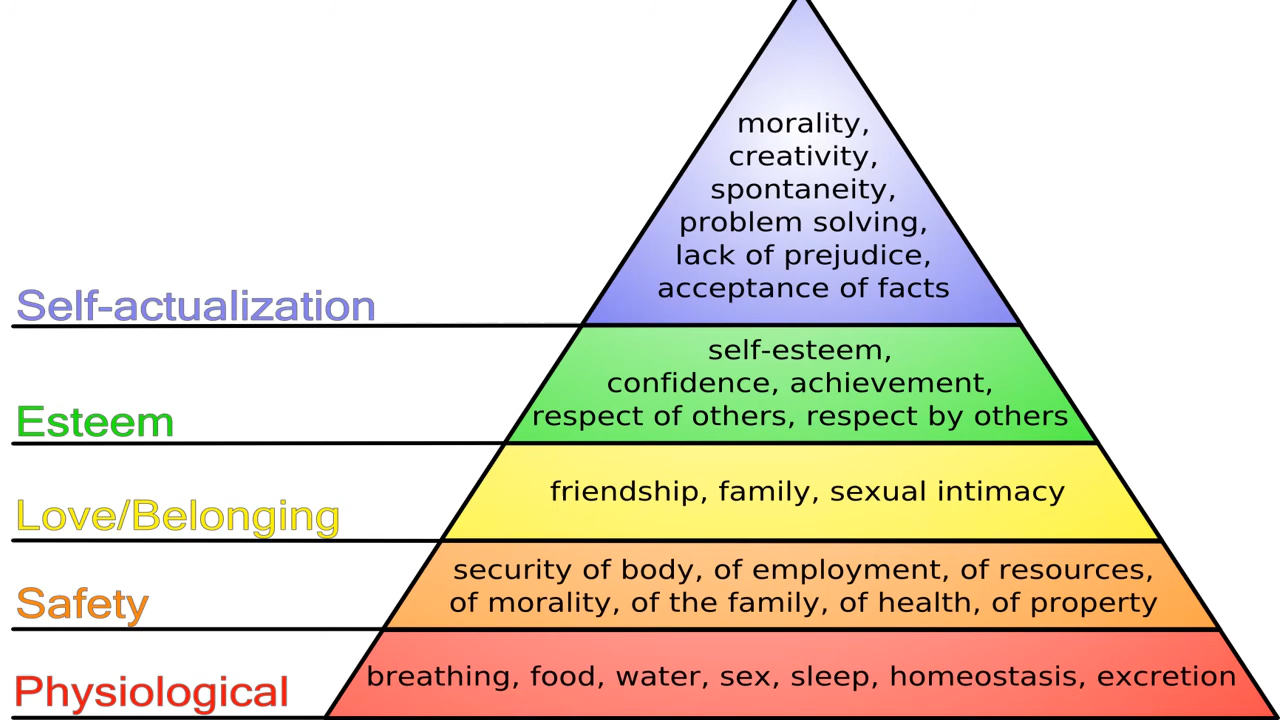 morality,
creativity,
spontaneity,
problem solving,
lack of prejudice,
acceptance of facts
Self-actualization
self-esteem,
confidence, achievement,
respect of others, respect by others
Esteem
friendship, family, sexual intimacy
Love/Belonging
security of body, of employment, of resources,
of morality, of the family, of health, of property
Safety
breathing, food, water, sex, sleep, homeostasis, excretion
Physiological